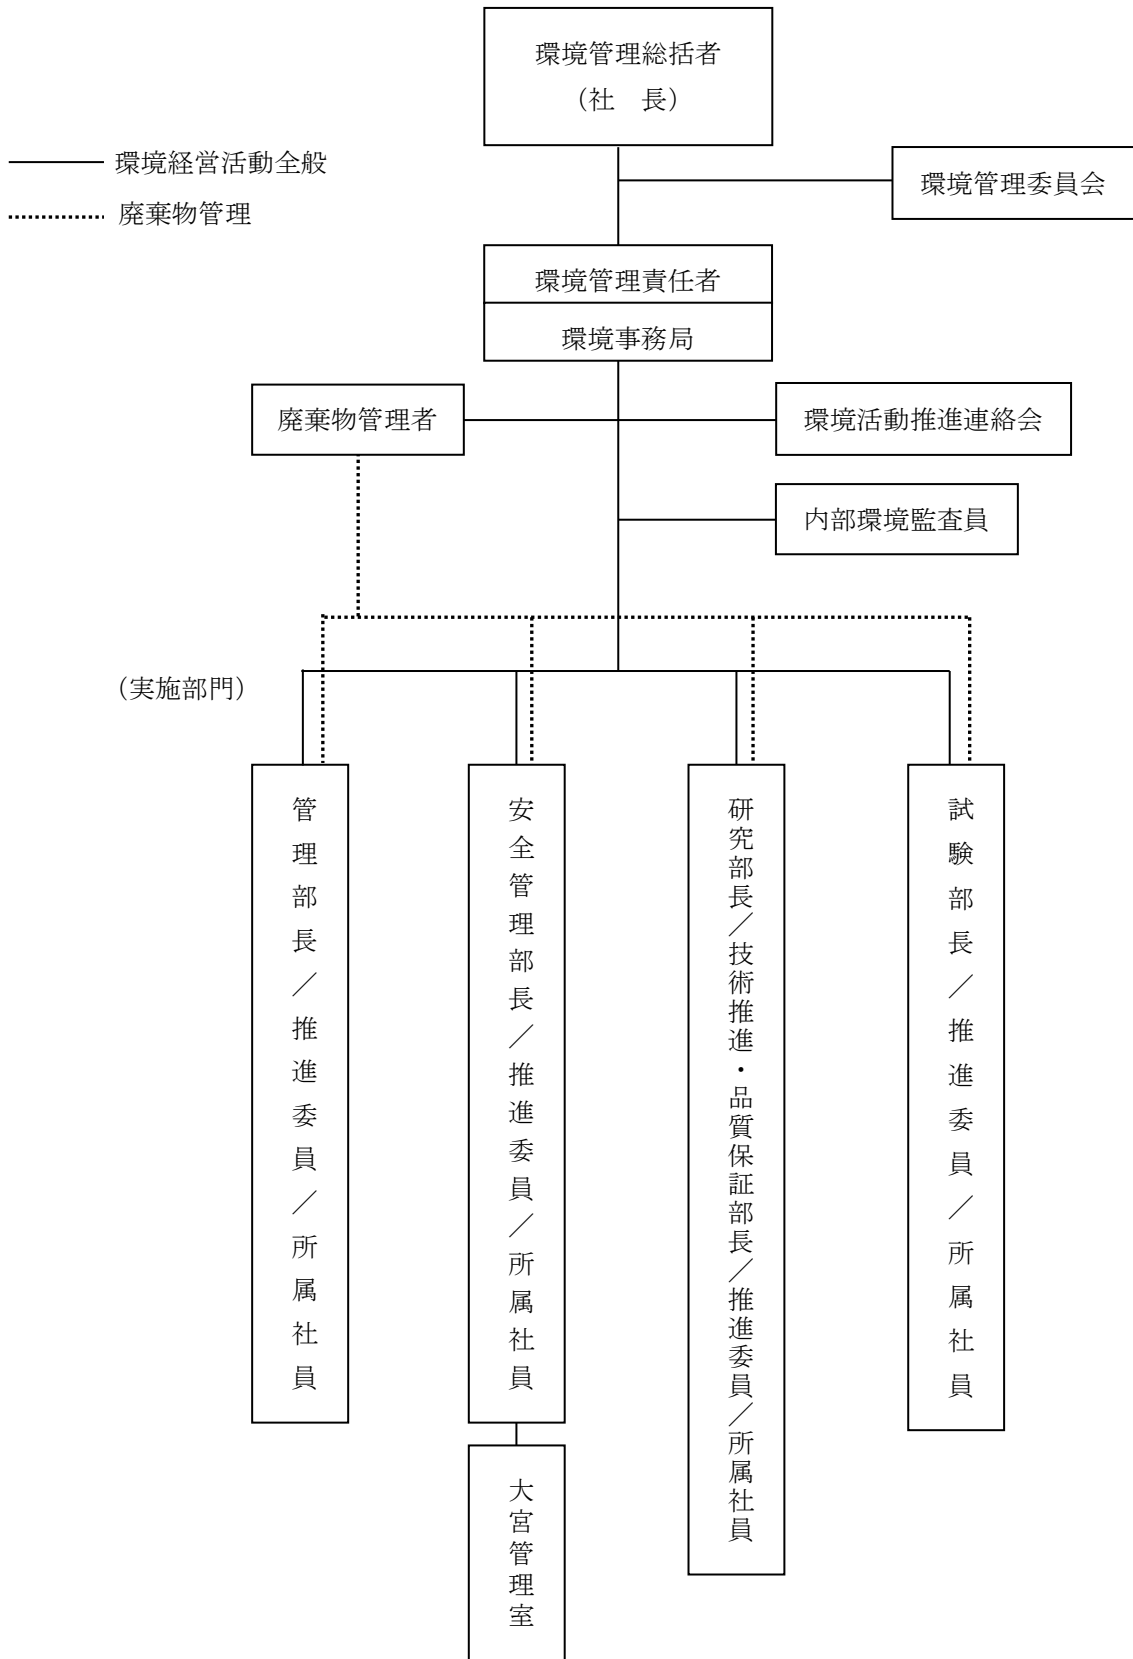 環境管理総括者
（社　長）
環境経営活動全般
廃棄物管理
環境管理委員会
環境管理責任者
環境事務局
廃棄物管理者
環境活動推進連絡会
内部環境監査員
（実施部門）
管理部長／推進委員／所属社員
安全管理部長／推進委員／所属社員
研究部長／技術推進・品質保証部長／推進委員／所属社員
試験部長／推進委員／所属社員
大宮管理室